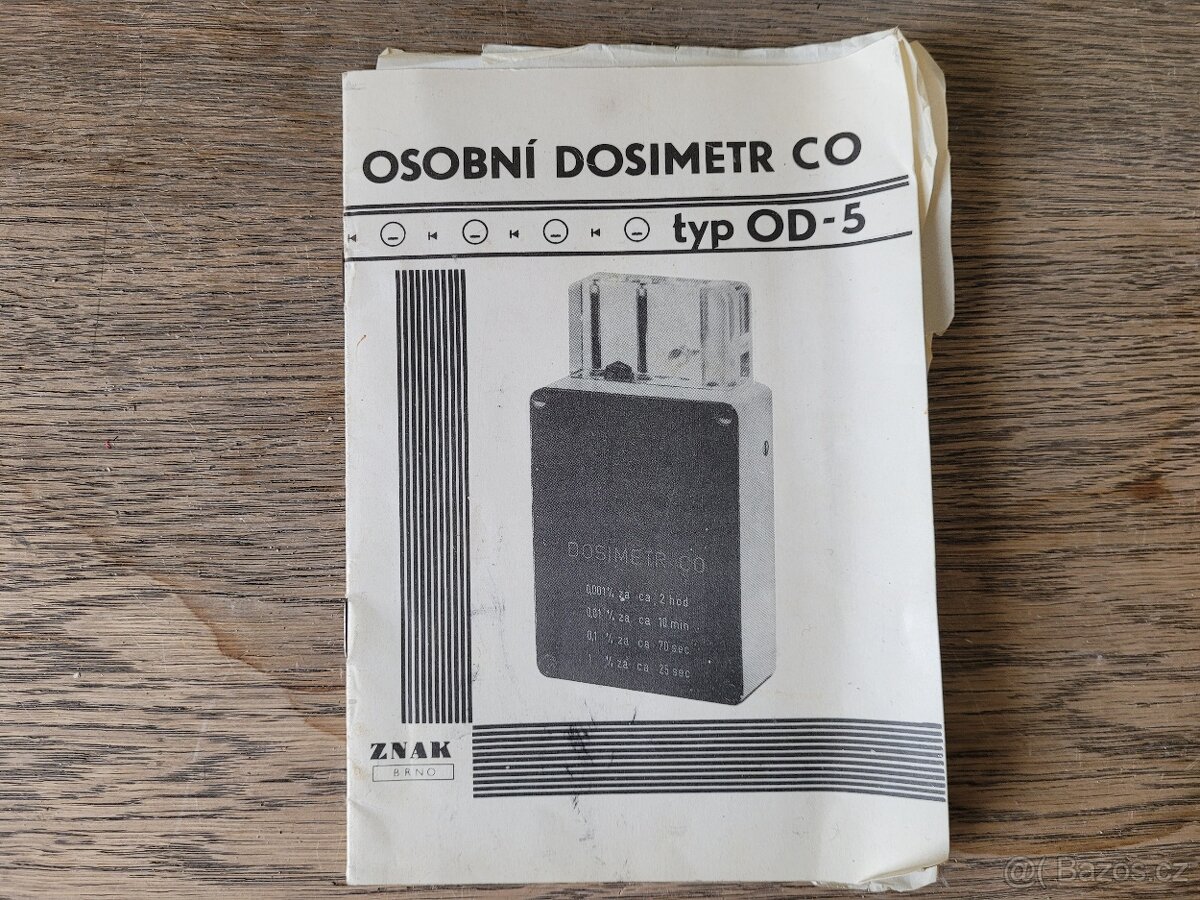 OSOBNÍ DOSIMETR CO
typ OD-5
DOSIMETR CO
0,001% za ca 2 hod
0,01 % za ca 10 min
0,1 % za ca 70 sec
1 % za ca 25 sec
ZNAK
BRNO
@( Bazos.cz